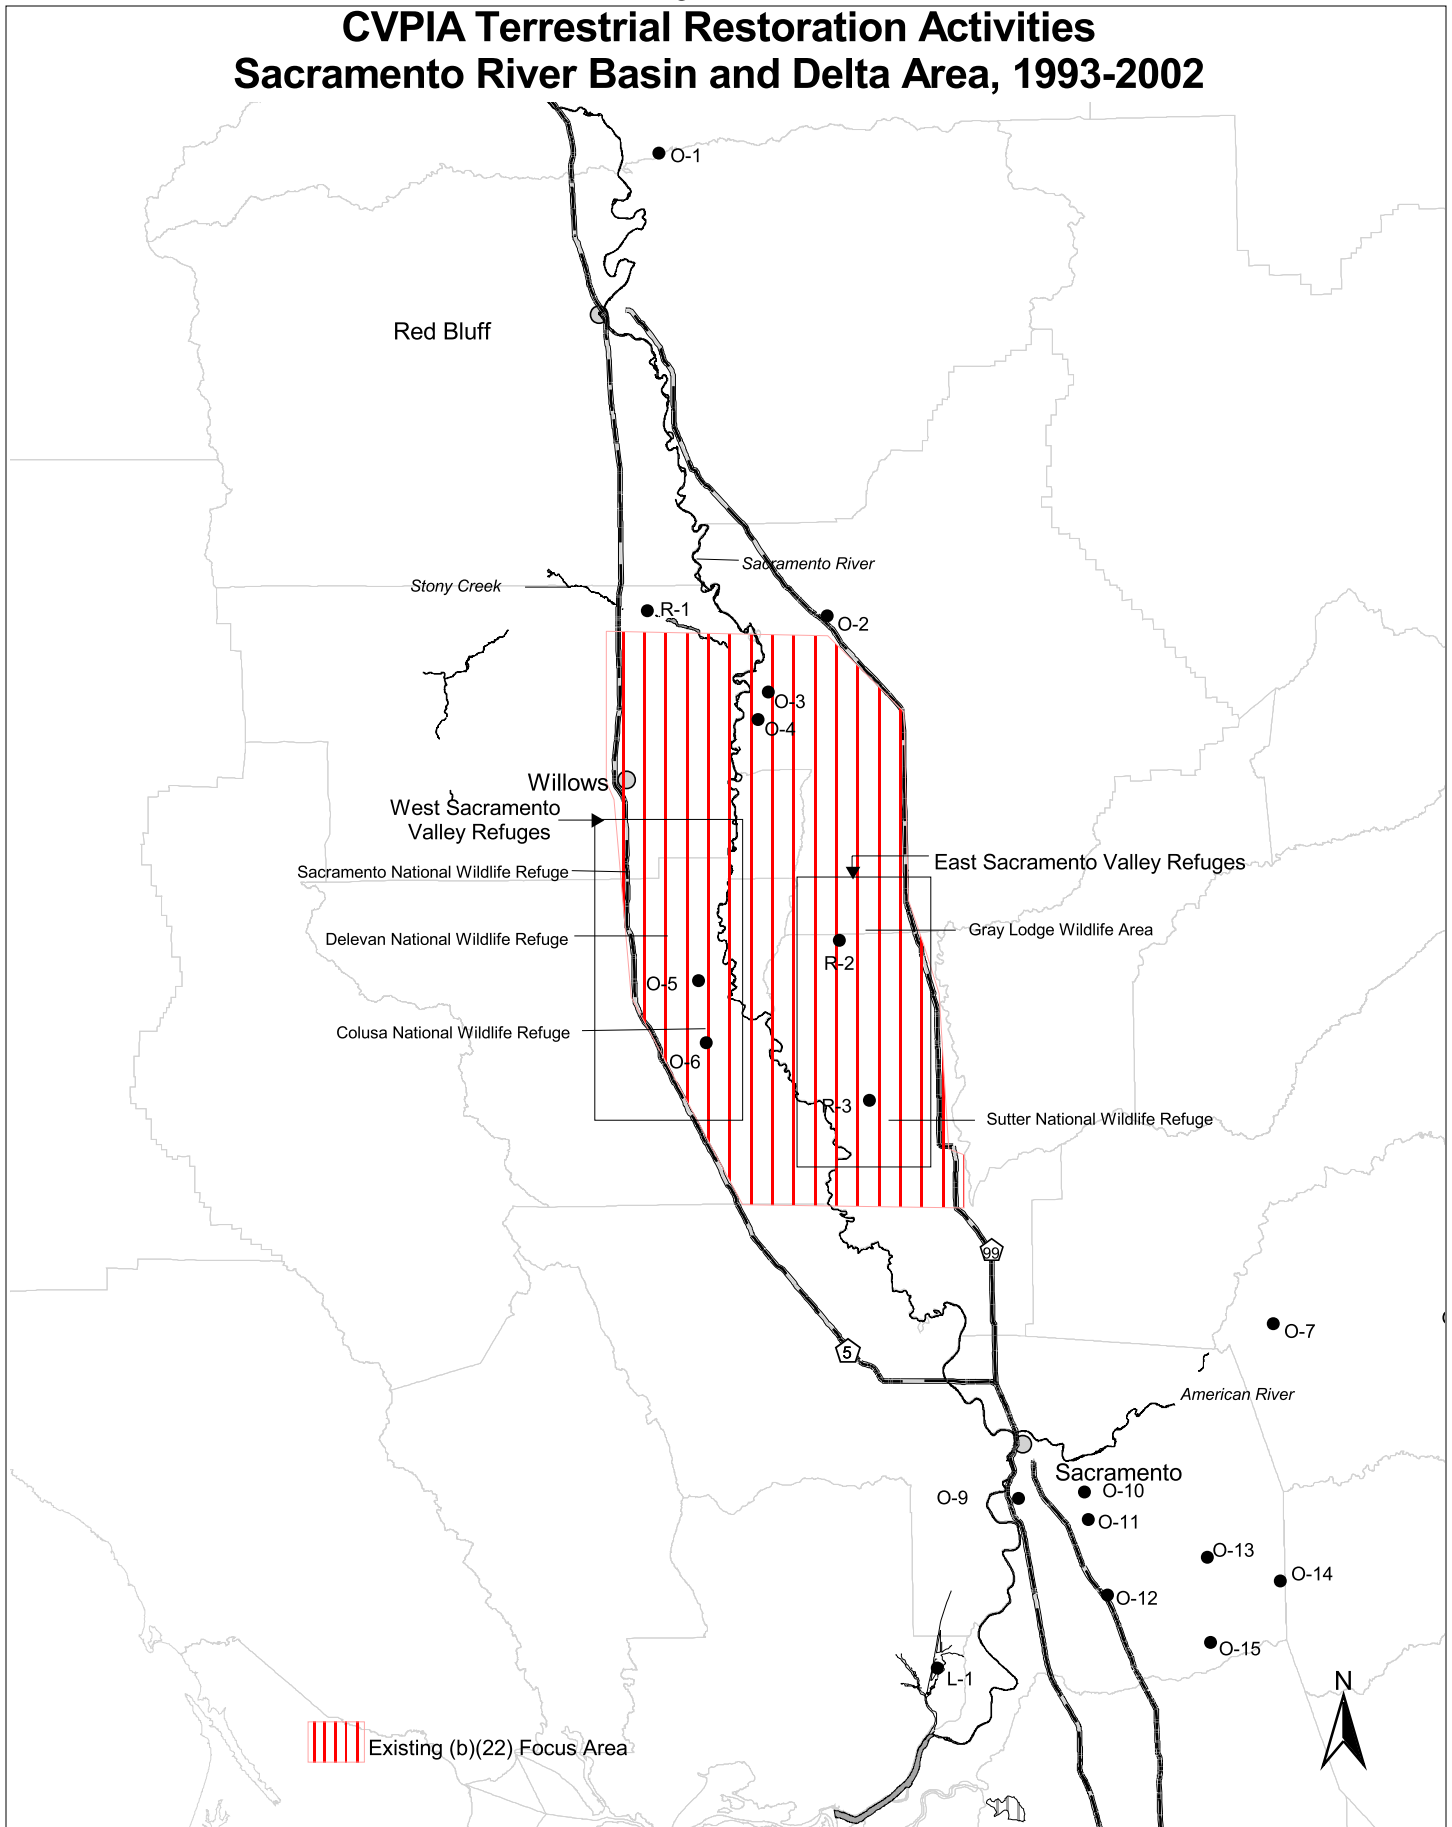 CVPIA Terrestrial Restoration Activities
Sacramento River Basin and Delta Area, 1993-2002
O-1
Red Bluff
Sacramento River
Stony Creek
R-1
O-2
O-3
O-4
Willows
West Sacramento
Valley Refuges
East Sacramento Valley Refuges
Sacramento National Wildlife Refuge
Gray Lodge Wildlife Area
Delevan National Wildlife Refuge
R-2
O-5
Colusa National Wildlife Refuge
O-6
R-3
Sutter National Wildlife Refuge
99
O-7
5
American River
Sacramento
O-9
O-10
O-11
O-13
O-14
O-12
O-15
L-1
N
Existing (b)(22) Focus Area